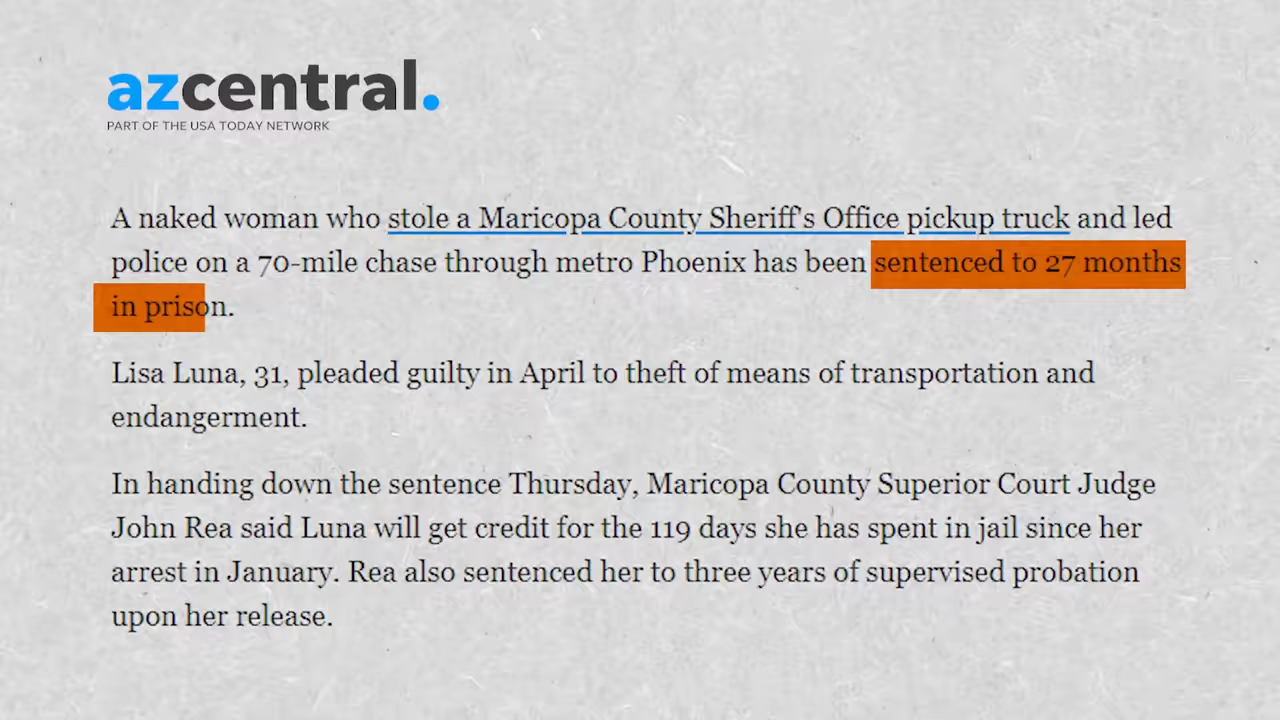 azcentral.
PART OF THE USA TODAY NETWORK
A naked woman who stole a Maricopa County Sheriff's Office pickup truck and led
police on a 70-mile chase through metro Phoenix has been sentenced to 27 months
in prison.
Lisa Luna, 31, pleaded guilty in April to theft of means of transportation and
endangerment.
In handing down the sentence Thursday, Maricopa County Superior Court Judge
John Rea said Luna will get credit for the 119 days she has spent in jail since her
arrest in January. Rea also sentenced her to three years of supervised probation
upon her release.